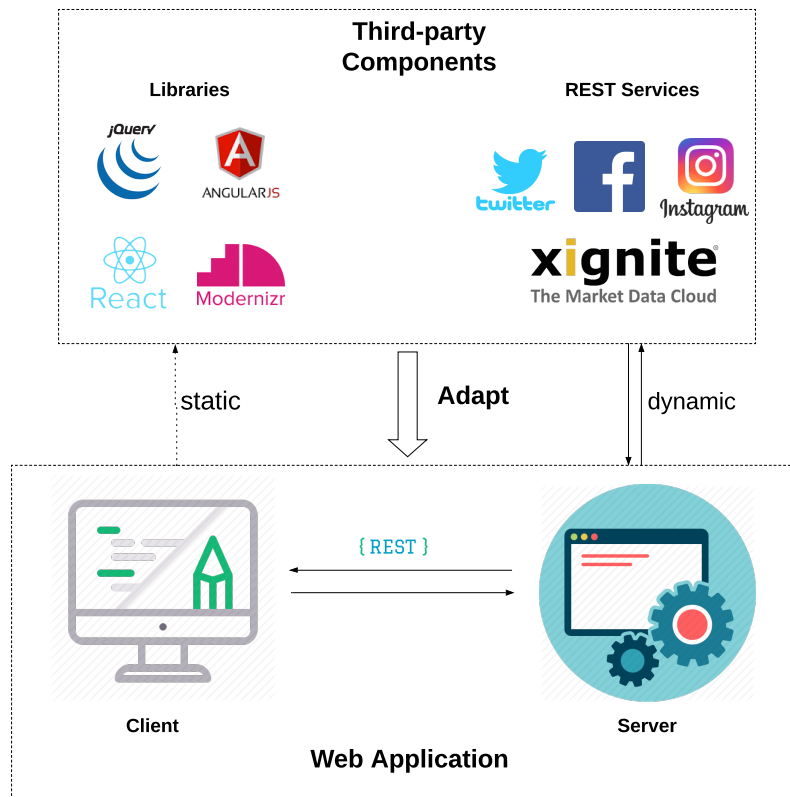 Third-party
Components
Libraries
REST Services
jQuery
ANGULARJS
twitter
Instagram
React
Modernizr
xignite®
The Market Data Cloud
static
Adapt
dynamic
{ REST }
Client
Server
Web Application